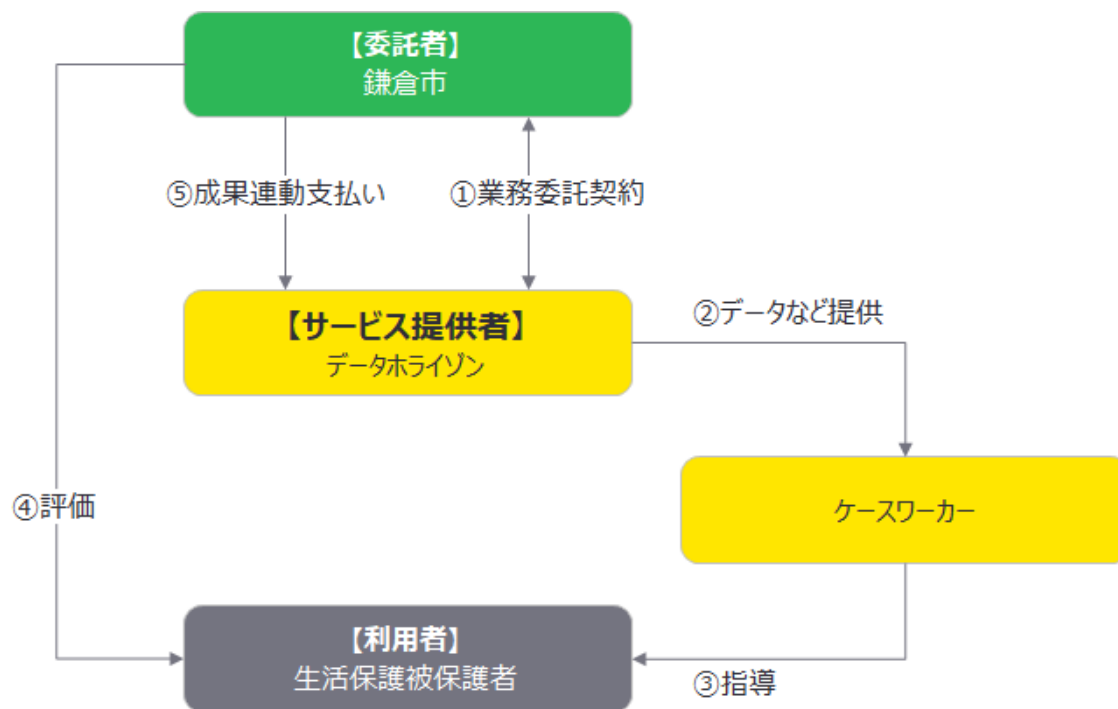 【委託者】
鎌倉市
⑤成果連動支払い
①業務委託契約
【サービス提供者】
データホライゾン
②データなど提供
ケースワーカー
④評価
【利用者】
生活保護被保護者
③指導